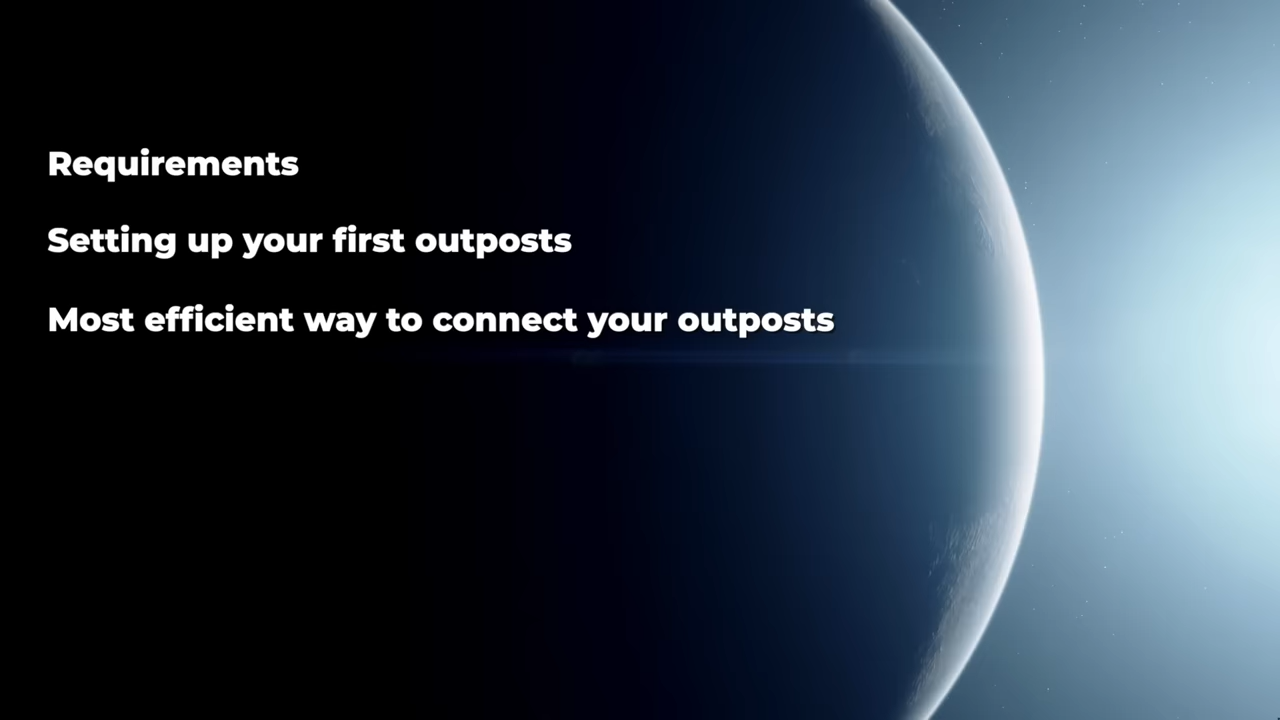 Requirements
Setting up your first outposts
Most efficient way to connect your outposts